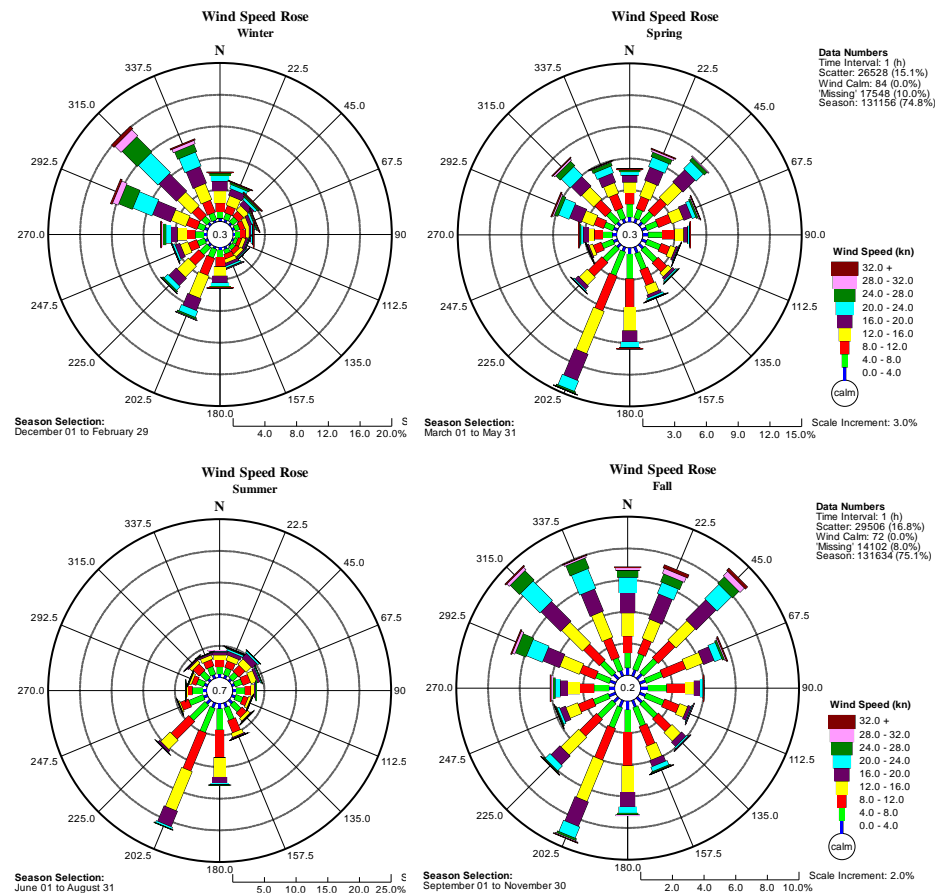 Wind Speed Rose
Winter
N
22.5
45.0
67.5
90
112.5
135.0
157.5
180.0
202.5
225.0
247.5
270.0
292.5
315.0
337.5
0.3
Season Selection:
December 01 to February 29
4.0 8.0 12.0 16.0 20.0%
S
Wind Speed Rose
Spring
N
22.5
45.0
67.5
90.0
112.5
135.0
157.5
180.0
202.5
225.0
247.5
270.0
292.5
315.0
337.5
0.3
Data Numbers
Time Interval: 1 (h)
Scatter: 26528 (15.1%)
Wind Calm: 84 (0.0%)
'Missing' 17548 (10.0%)
Season: 131156 (74.8%)
Wind Speed (kn)
32.0 +
28.0 - 32.0
24.0 - 28.0
20.0 - 24.0
16.0 - 20.0
12.0 - 16.0
8.0 - 12.0
4.0 - 8.0
0.0 - 4.0
calm
Scale Increment: 3.0%
Season Selection:
March 01 to May 31
3.0 6.0 9.0 12.0 15.0%
Wind Speed Rose
Summer
N
22.5
45.0
67.5
90
112.5
135.0
157.5
180.0
202.5
225.0
247.5
270.0
292.5
315.0
337.5
0.7
Season Selection:
June 01 to August 31
5.0 10.0 15.0 20.0 25.0%
S
Wind Speed Rose
Fall
N
22.5
45.0
67.5
90.0
112.5
135.0
157.5
180.0
202.5
225.0
247.5
270.0
292.5
315.0
337.5
0.2
Data Numbers
Time Interval: 1 (h)
Scatter: 29506 (16.8%)
Wind Calm: 72 (0.0%)
'Missing' 14102 (8.0%)
Season: 131634 (75.1%)
Wind Speed (kn)
32.0 +
28.0 - 32.0
24.0 - 28.0
20.0 - 24.0
16.0 - 20.0
12.0 - 16.0
8.0 - 12.0
4.0 - 8.0
0.0 - 4.0
calm
Scale Increment: 2.0%
Season Selection:
September 01 to November 30
2.0 4.0 6.0 8.0 10.0%